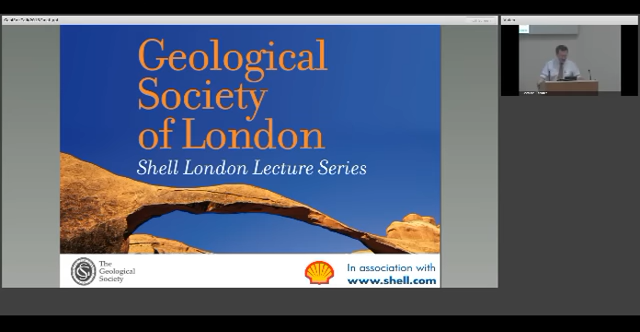 Geological
Society
of London
Shell London Lecture Series
The
Geological
Society
In association with
www.shell.com